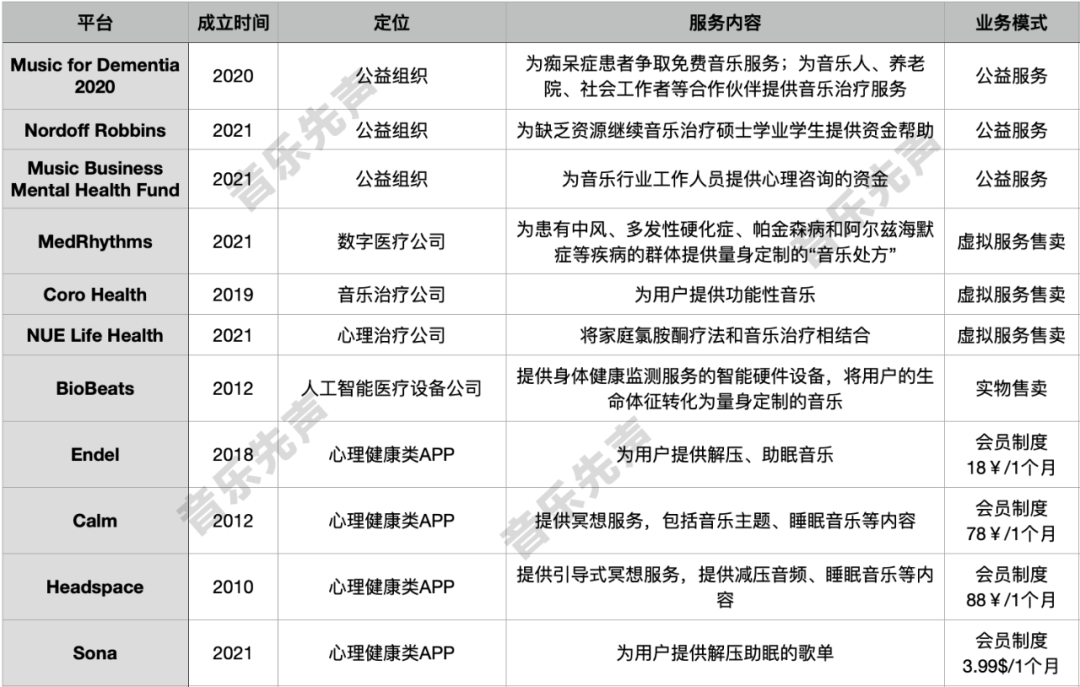 平台 成立时间 定位 服务内容 业务模式
Music for Dementia
2020 2020 公益组织 为痴呆症患者争取免费音乐服务；为音乐人、养老
院、社会工作者等合作伙伴提供音乐治疗服务 公益服务
Nordoff Robbins 2021 公益组织 为缺乏资源继续音乐治疗硕士学业学生提供资金帮助 公益服务
Music Business
Mental Health Fund 2021 公益组织 为音乐行业工作人员提供心理咨询的资金 公益服务
MedRhythms 2021 数字医疗公司 为患有中风、多发性硬化症、帕金森病和阿尔兹海默
症等疾病的群体提供量身定制的“音乐处方” 虚拟服务售卖
Coro Health 2019 音乐治疗公司 为用户提供功能性音乐 虚拟服务售卖
NUE Life Health 2021 心理治疗公司 将家庭氯胺酮疗法和音乐治疗相结合 虚拟服务售卖
BioBeats 2012 人工智能医疗设备公司 提供身体健康监测服务的智能硬件设备，将用户的生
命体征转化为量身定制的音乐 实物售卖
Endel 2018 心理健康类APP 为用户提供解压、助眠音乐 会员制度
18￥/1个月
Calm 2012 心理健康类APP 提供冥想服务，包括音乐主题、睡眠音乐等内容 会员制度
78￥/1个月
Headspace 2010 心理健康类APP 提供引导式冥想服务，提供减压音频、睡眠音乐等内
容 会员制度
88￥/1个月
Sona 2021 心理健康类APP 为用户提供解压助眠的歌单 会员制度
3.99$/1个月
音乐先声
音乐先声
音乐先声
音乐先声